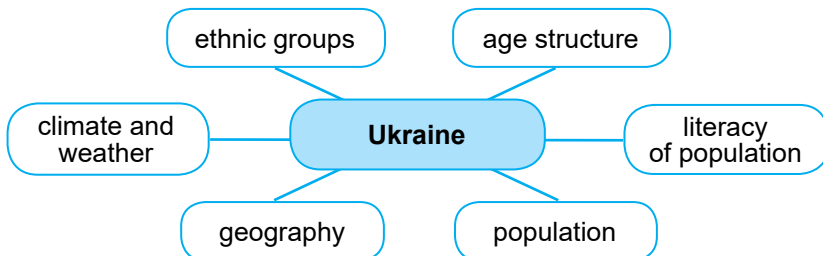 ethnic groups
age structure
climate and
weather
Ukraine
literacy
of population
geography
population